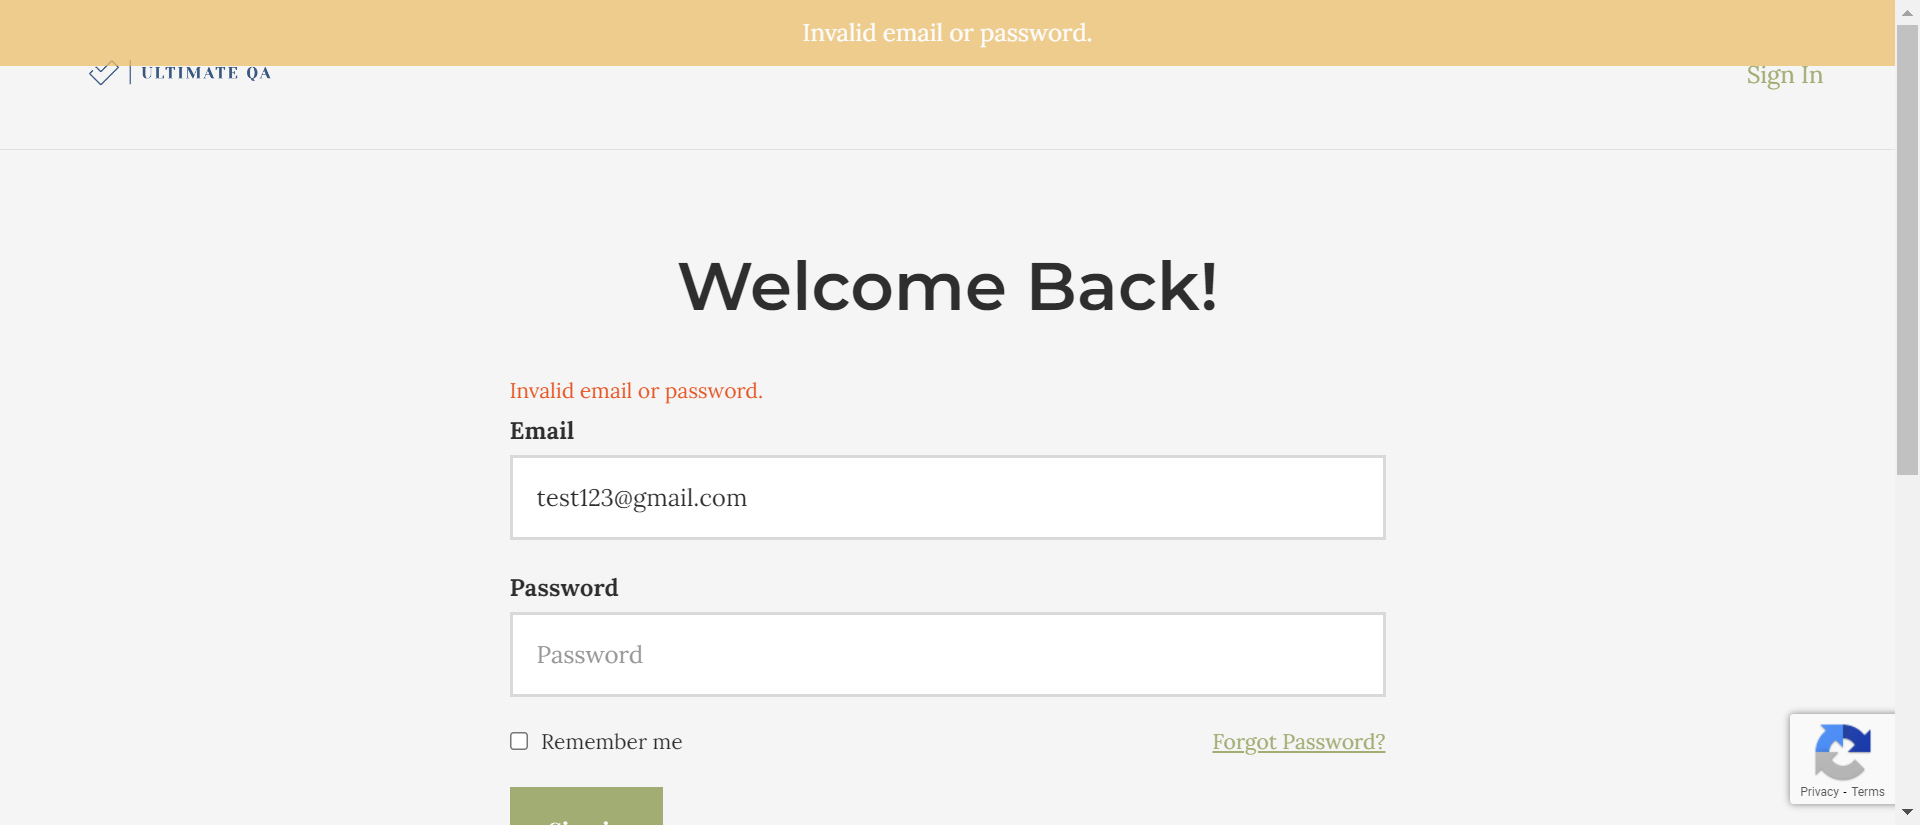 Invalid email or password.
ULTIMATE QA
Sign In
Welcome Back!
Invalid email or password.
Email
test123@gmail.com
Password
Password
Remember me
Forgot Password?
Privacy - Terms